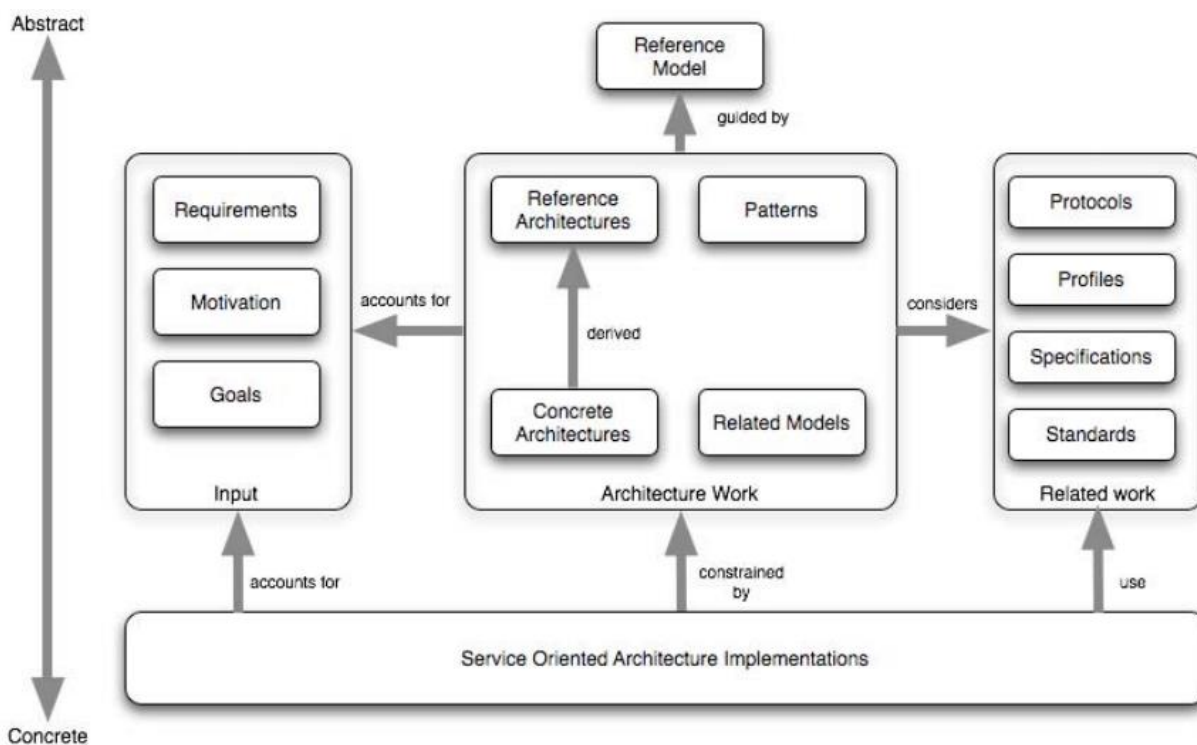 Abstract
Reference
Model
guided by
Requirements
Motivation
Goals
Input
accounts for
Reference
Architectures
Patterns
derived
Concrete
Architectures
Related Models
Architecture Work
considers
Protocols
Profiles
Specifications
Standards
Related work
accounts for
constrained
by
use
Service Oriented Architecture Implementations
Concrete